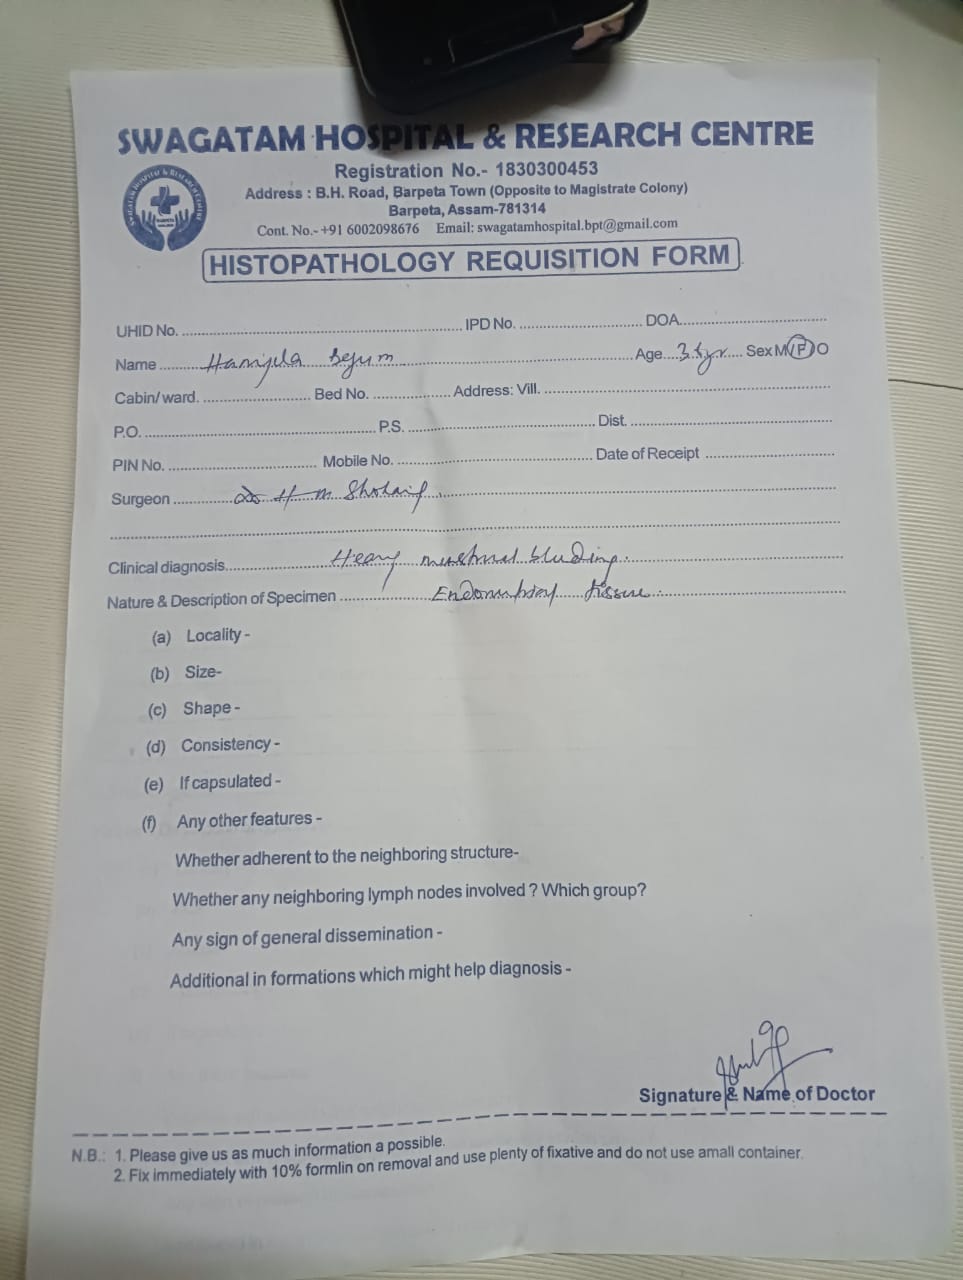 SWAGATAM HOSPITAL & RESEARCH CENTRE
Registration No.- 1830300453
Address : B.H. Road, Barpeta Town (Opposite to Magistrate Colony)
Barpeta, Assam-781314
Cont. No.- +91 6002098676 Email: swagatamhospital.bpt@gmail.com
HISTOPATHOLOGY REQUISITION FORM
UHID No. IPD No. DOA
Name Begum Age Sex M F O
Cabin/ward. Bed No. Address: Vill.
P.O. P.S. Dist.
PIN No. Mobile No. Date of Receipt
Surgeon Dr H M
Clinical diagnosis Heavy menstrual bleeding
Nature & Description of Specimen Endometrial tissue
(a) Locality -
(b) Size-
(c) Shape -
(d) Consistency -
(e) If capsulated -
(f) Any other features -
Whether adherent to the neighboring structure-
Whether any neighboring lymph nodes involved ? Which group?
Any sign of general dissemination -
Additional in formations which might help diagnosis -
Signature & Name of Doctor
N.B.: 1. Please give us as much information a possible.
2. Fix immediately with 10% formlin on removal and use plenty of fixative and do not use amall container.